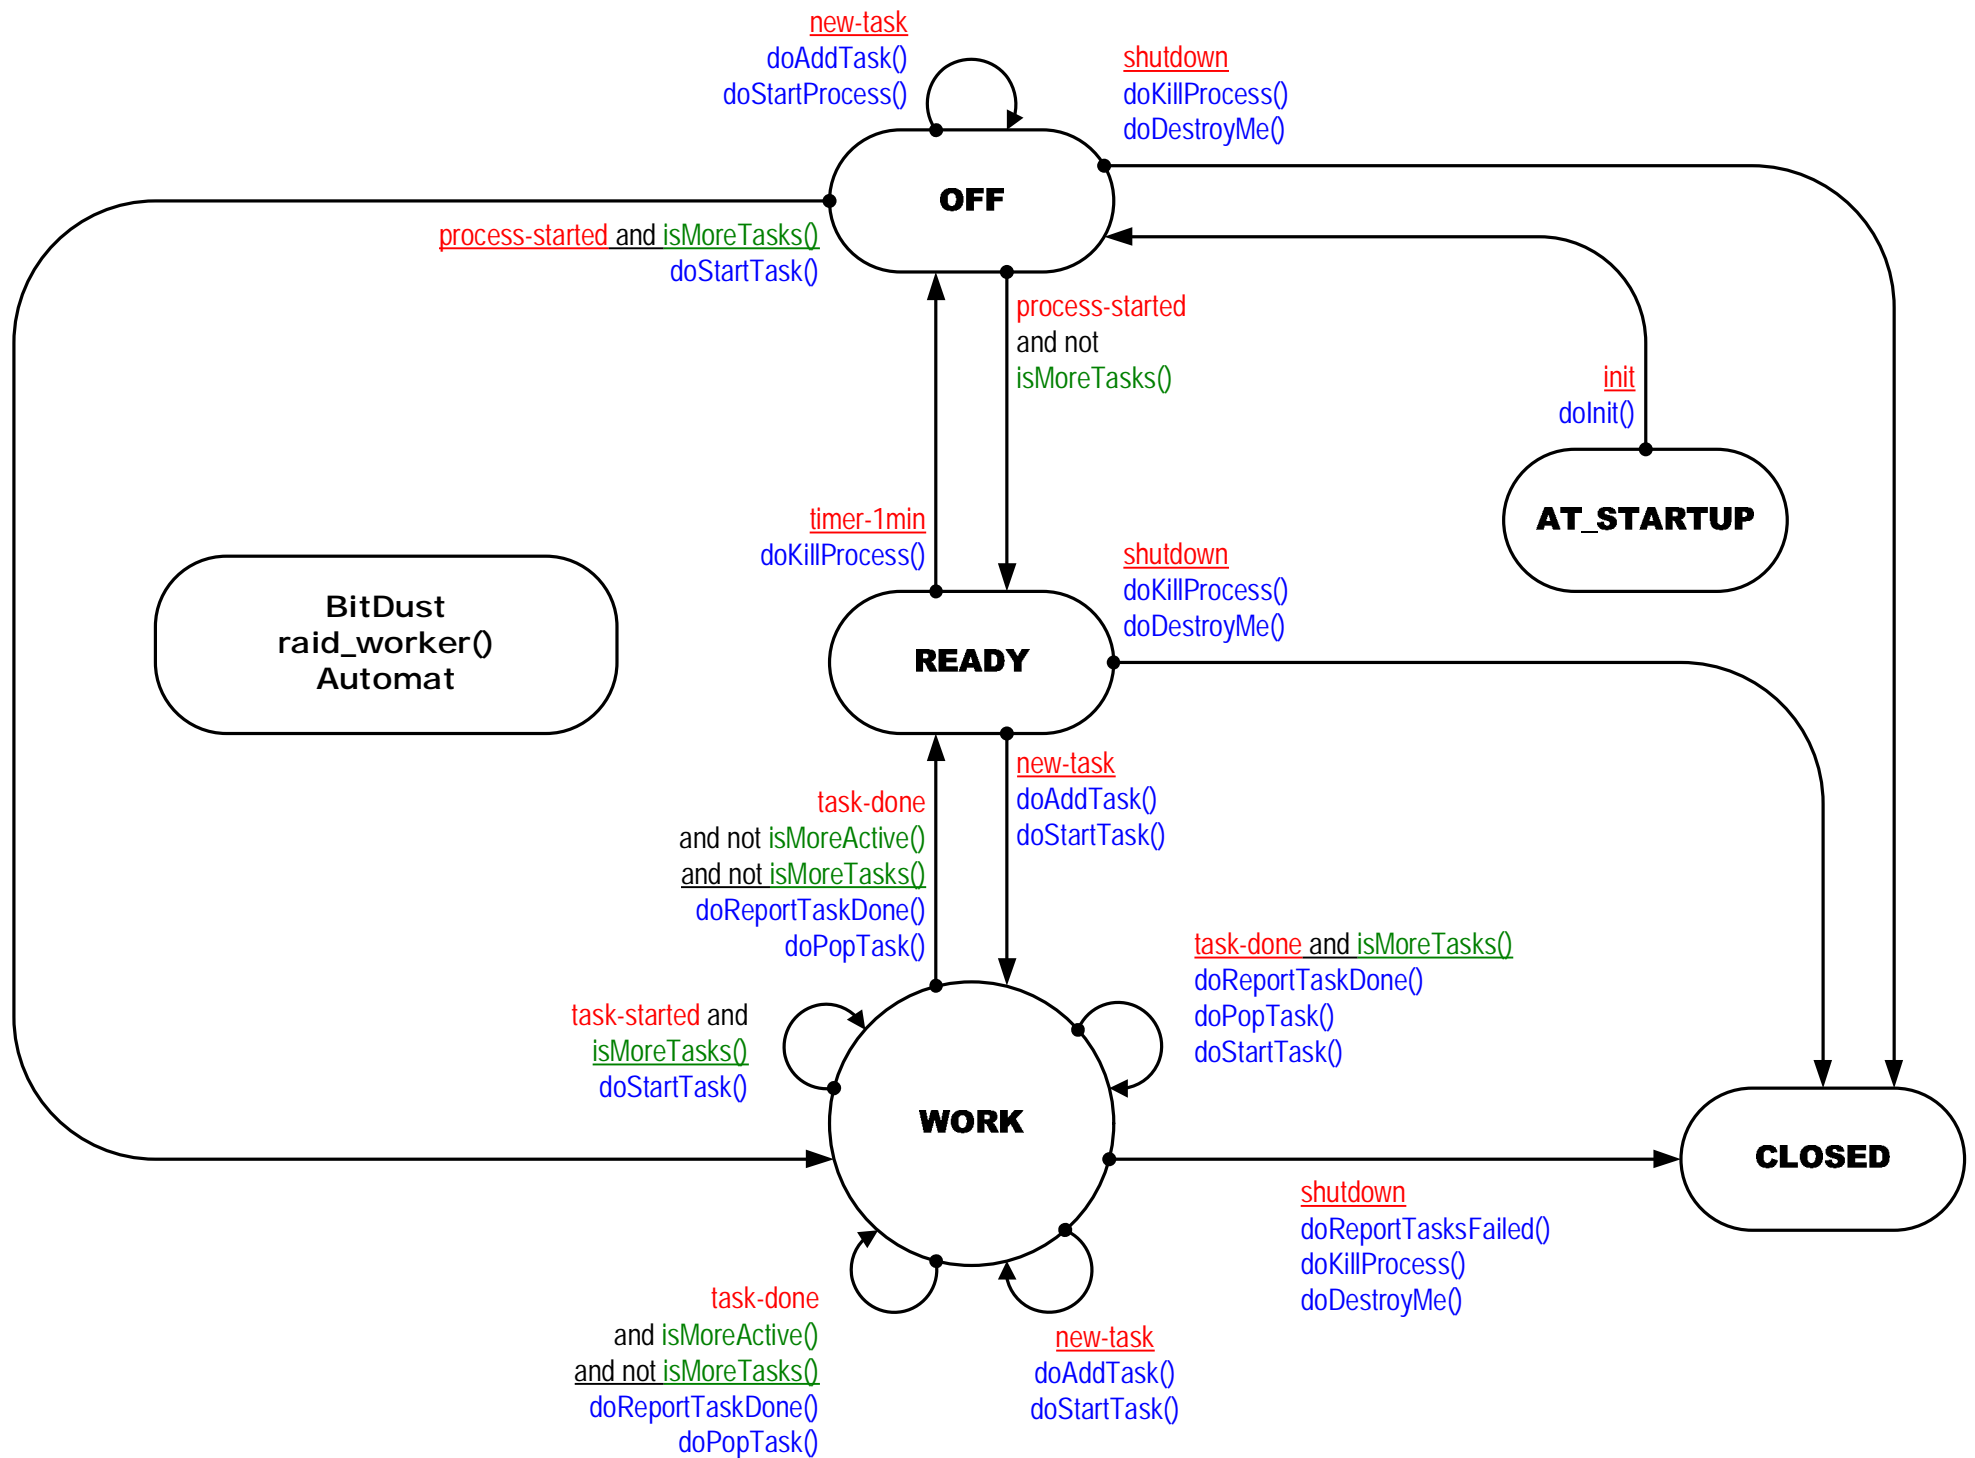 new-task
doAddTask()
doStartProcess()
shutdown
doKillProcess()
doDestroyMe()
OFF
process-started and isMoreTasks()
doStartTask()
process-started
and not
isMoreTasks()
init
doInit()
AT_STARTUP
timer-1min
doKillProcess()
shutdown
doKillProcess()
doDestroyMe()
BitDust
raid_worker()
Automat
READY
new-task
doAddTask()
doStartTask()
task-done
and not isMoreActive()
and not isMoreTasks()
doReportTaskDone()
doPopTask()
task-done and isMoreTasks()
doReportTaskDone()
doPopTask()
doStartTask()
task-started and
isMoreTasks()
doStartTask()
WORK
CLOSED
shutdown
doReportTasksFailed()
doKillProcess()
doDestroyMe()
task-done
and isMoreActive()
and not isMoreTasks()
doReportTaskDone()
doPopTask()
new-task
doAddTask()
doStartTask()